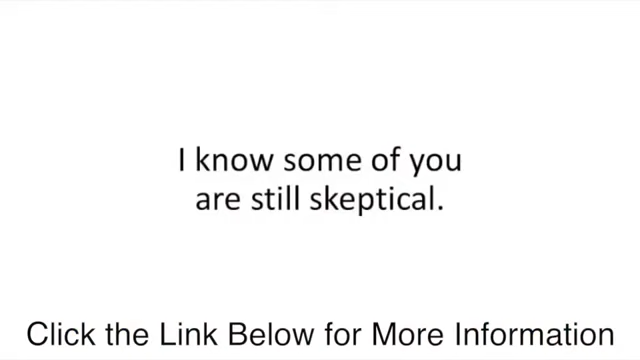 I know some of you
are still skeptical.
Click the Link Below for More Information